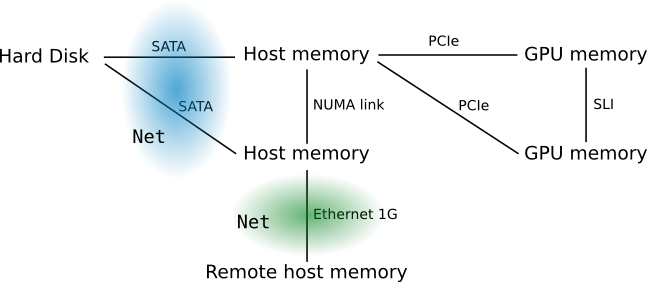 PCIe
SATA
Hard Disk
Host memory
GPU memory
SATA
NUMA link
PCIe
SLI
Net
Host memory
GPU memory
Net
Ethernet 1G
Remote host memory